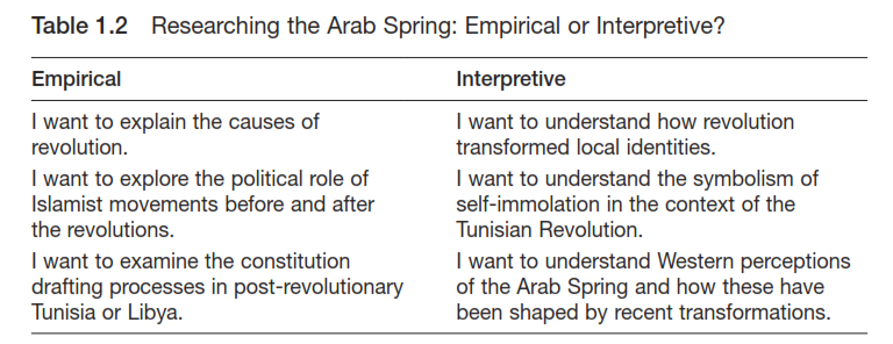 Table 1.2 Researching the Arab Spring: Empirical or Interpretive?
Empirical
Interpretive
I want to explain the causes of
revolution.
I want to understand how revolution
transformed local identities.
I want to explore the political role of
Islamist movements before and after
the revolutions.
I want to understand the symbolism of
self-immolation in the context of the
Tunisian Revolution.
I want to examine the constitution
drafting processes in post-revolutionary
Tunisia or Libya.
I want to understand Western perceptions
of the Arab Spring and how these have
been shaped by recent transformations.